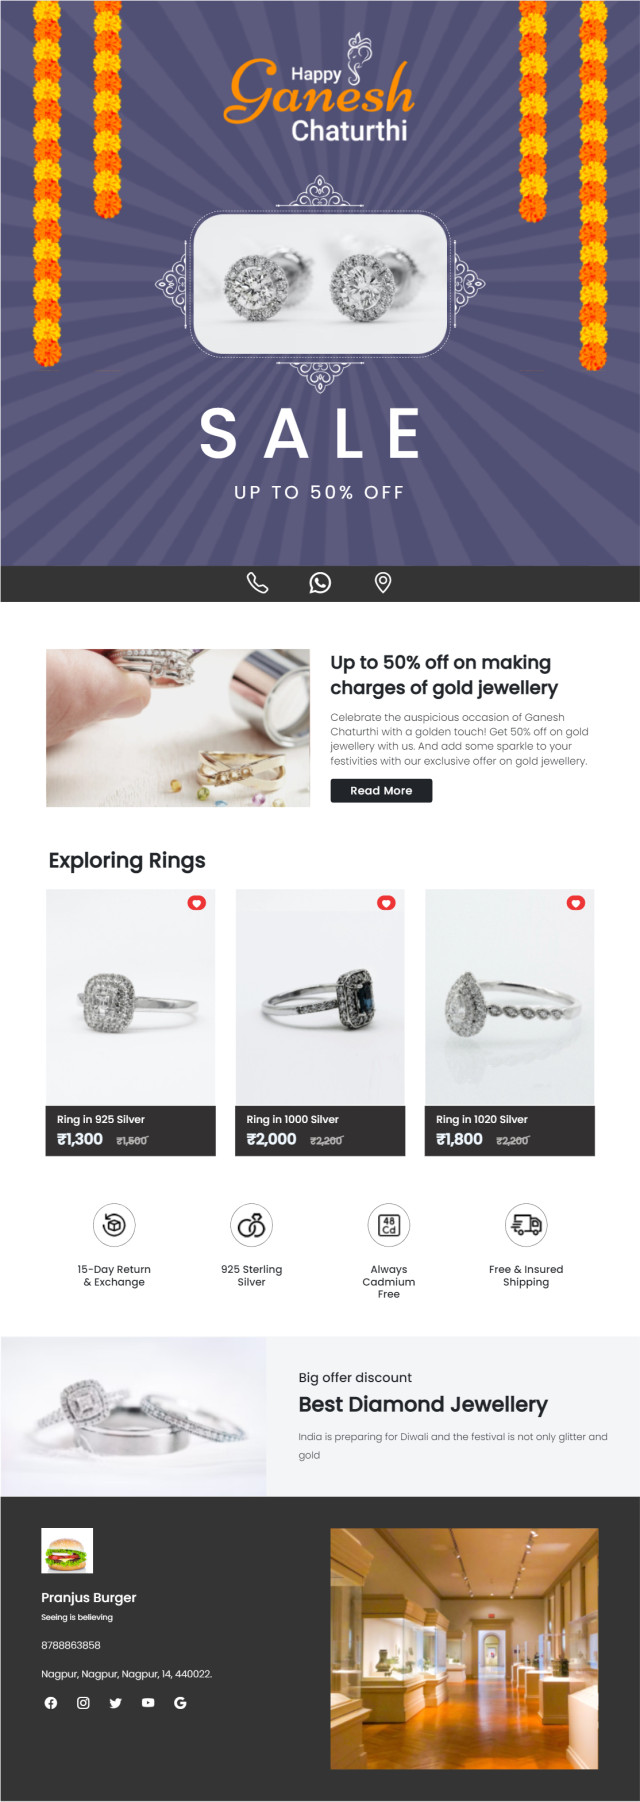 Happy
Ganesh
Chaturthi
SALE
UP TO 50% OFF
Up to 50% off on making
charges of gold jewellery
Celebrate the auspicious occasion of Ganesh
Chaturthi with a golden touch! Get 50% off on gold
jewellery with us. And add some sparkle to your
festivities with our exclusive offer on gold jewellery.
Read More
Exploring Rings
Ring in 925 Silver
₹1,300 ₹1,500
Ring in 1000 Silver
₹2,000 ₹2,200
Ring in 1020 Silver
₹1,800 ₹2,200
15-Day Return
& Exchange
925 Sterling
Silver
48
Cd
Always
Cadmium
Free
Free & Insured
Shipping
Big offer discount
Best Diamond Jewellery
India is preparing for Diwali and the festival is not only glitter and
gold
Pranjus Burger
Seeing is believing
8788863858
Nagpur, Nagpur, Nagpur, 14, 440022.